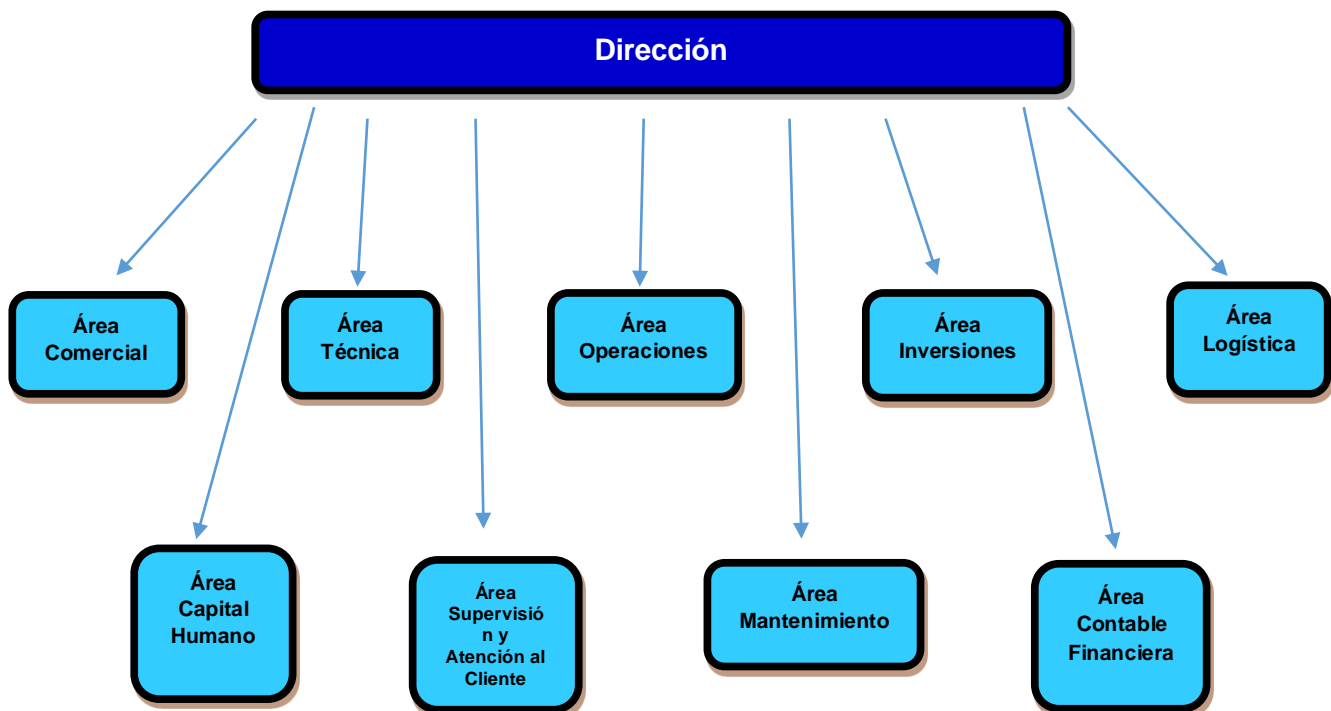 Dirección
Área
Comercial
Área
Técnica
Área
Operaciones
Área
Inversiones
Área
Logística
Área
Capital
Humano
Área
Supervisió
n y
Atención al
Cliente
Área
Mantenimiento
Área
Contable
Financiera